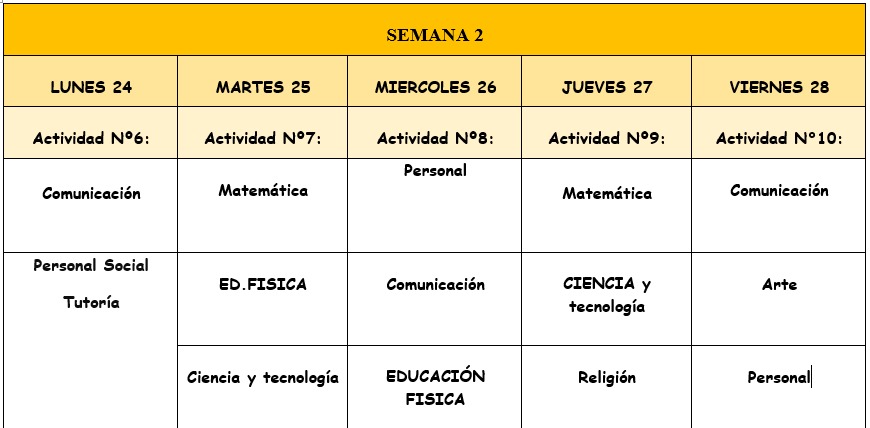 SEMANA 2
LUNES 24 MARTES 25 MIERCOLES 26 JUEVES 27 VIERNES 28
Actividad Nº6: Actividad Nº7: Actividad Nº8: Actividad Nº9: Actividad N°10:
Comunicación Matemática Personal Matemática Comunicación
Personal Social
Tutoría
ED.FISICA Comunicación CIENCIA y
tecnología
Arte
Ciencia y tecnología EDUCACIÓN
FISICA
Religión Personal